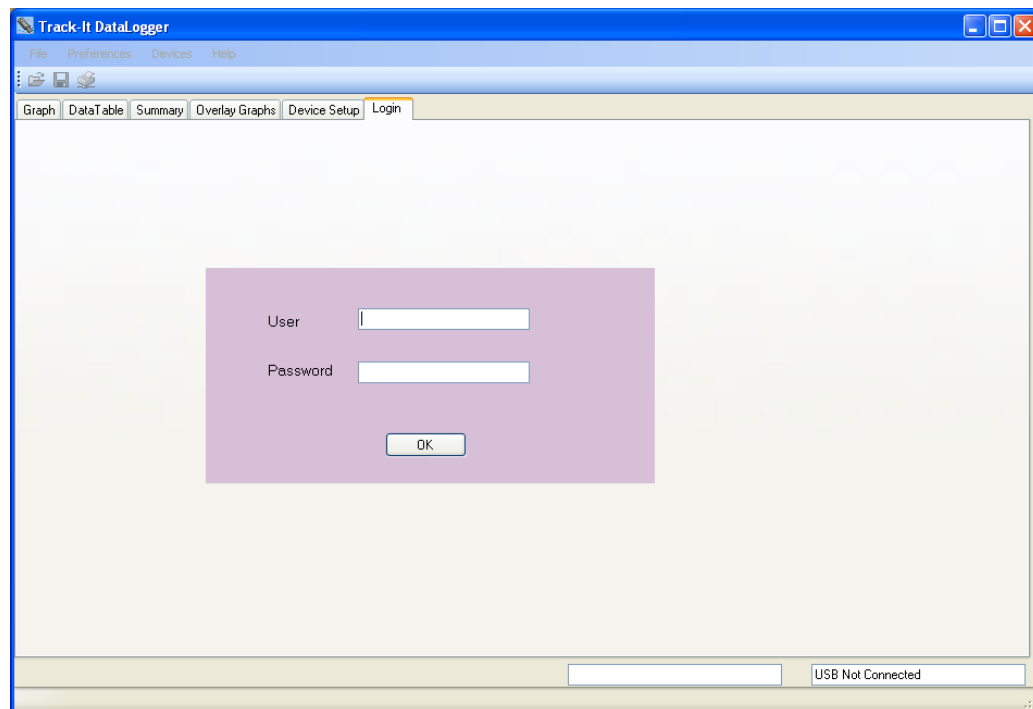 Track-It DataLogger
File Preferences Devices Help
Graph DataTable Summary Overlay Graphs Device Setup Login
User
Password
OK
USB Not Connected